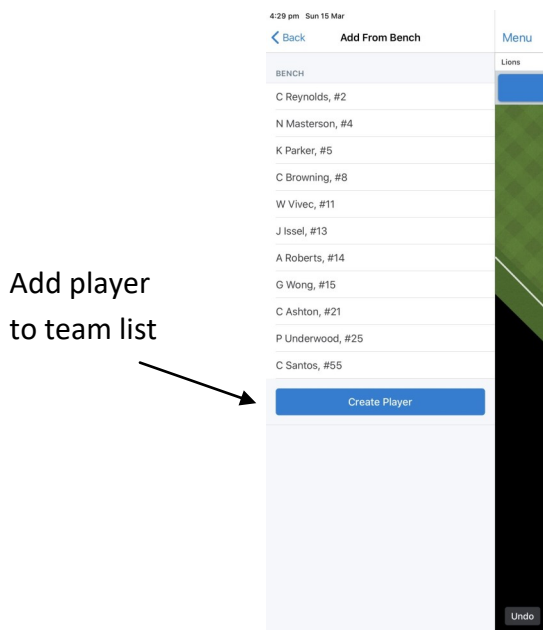 4:29 pm Sun 15 Mar
Back Add From Bench Menu
Lions
BENCH
C Reynolds, #2
N Masterson, #4
K Parker, #5
C Browning, #8
W Vivec, #11
J Issel, #13
A Roberts, #14
G Wong, #15
C Ashton, #21
P Underwood, #25
C Santos, #55
Create Player
Add player
to team list
Undo